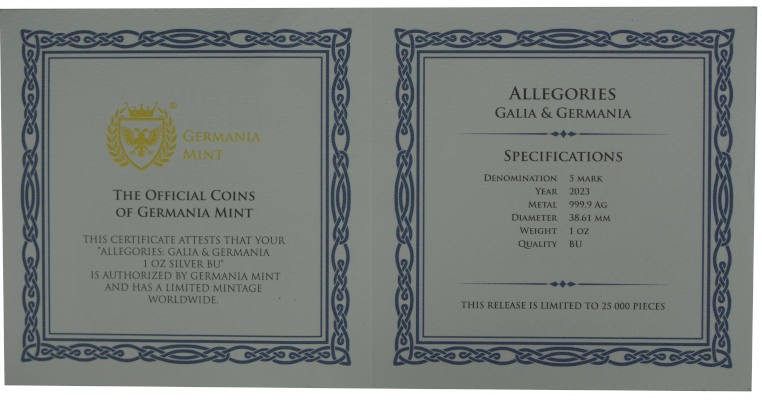 ®
GERMANIA
MINT
THE OFFICIAL COINS
OF GERMANIA MINT
THIS CERTIFICATE ATTESTS THAT YOUR
"ALLEGORIES: GALIA & GERMANIA
1 OZ SILVER BU"
IS AUTHORIZED BY GERMANIA MINT
AND HAS A LIMITED MINTAGE
WORLDWIDE.
ALLEGORIES
GALIA & GERMANIA
SPECIFICATIONS
DENOMINATION 5 MARK
YEAR 2023
METAL 999.9 AG
DIAMETER 38.61 MM
WEIGHT 1 OZ
QUALITY BU
THIS RELEASE IS LIMITED TO 25 000 PIECES